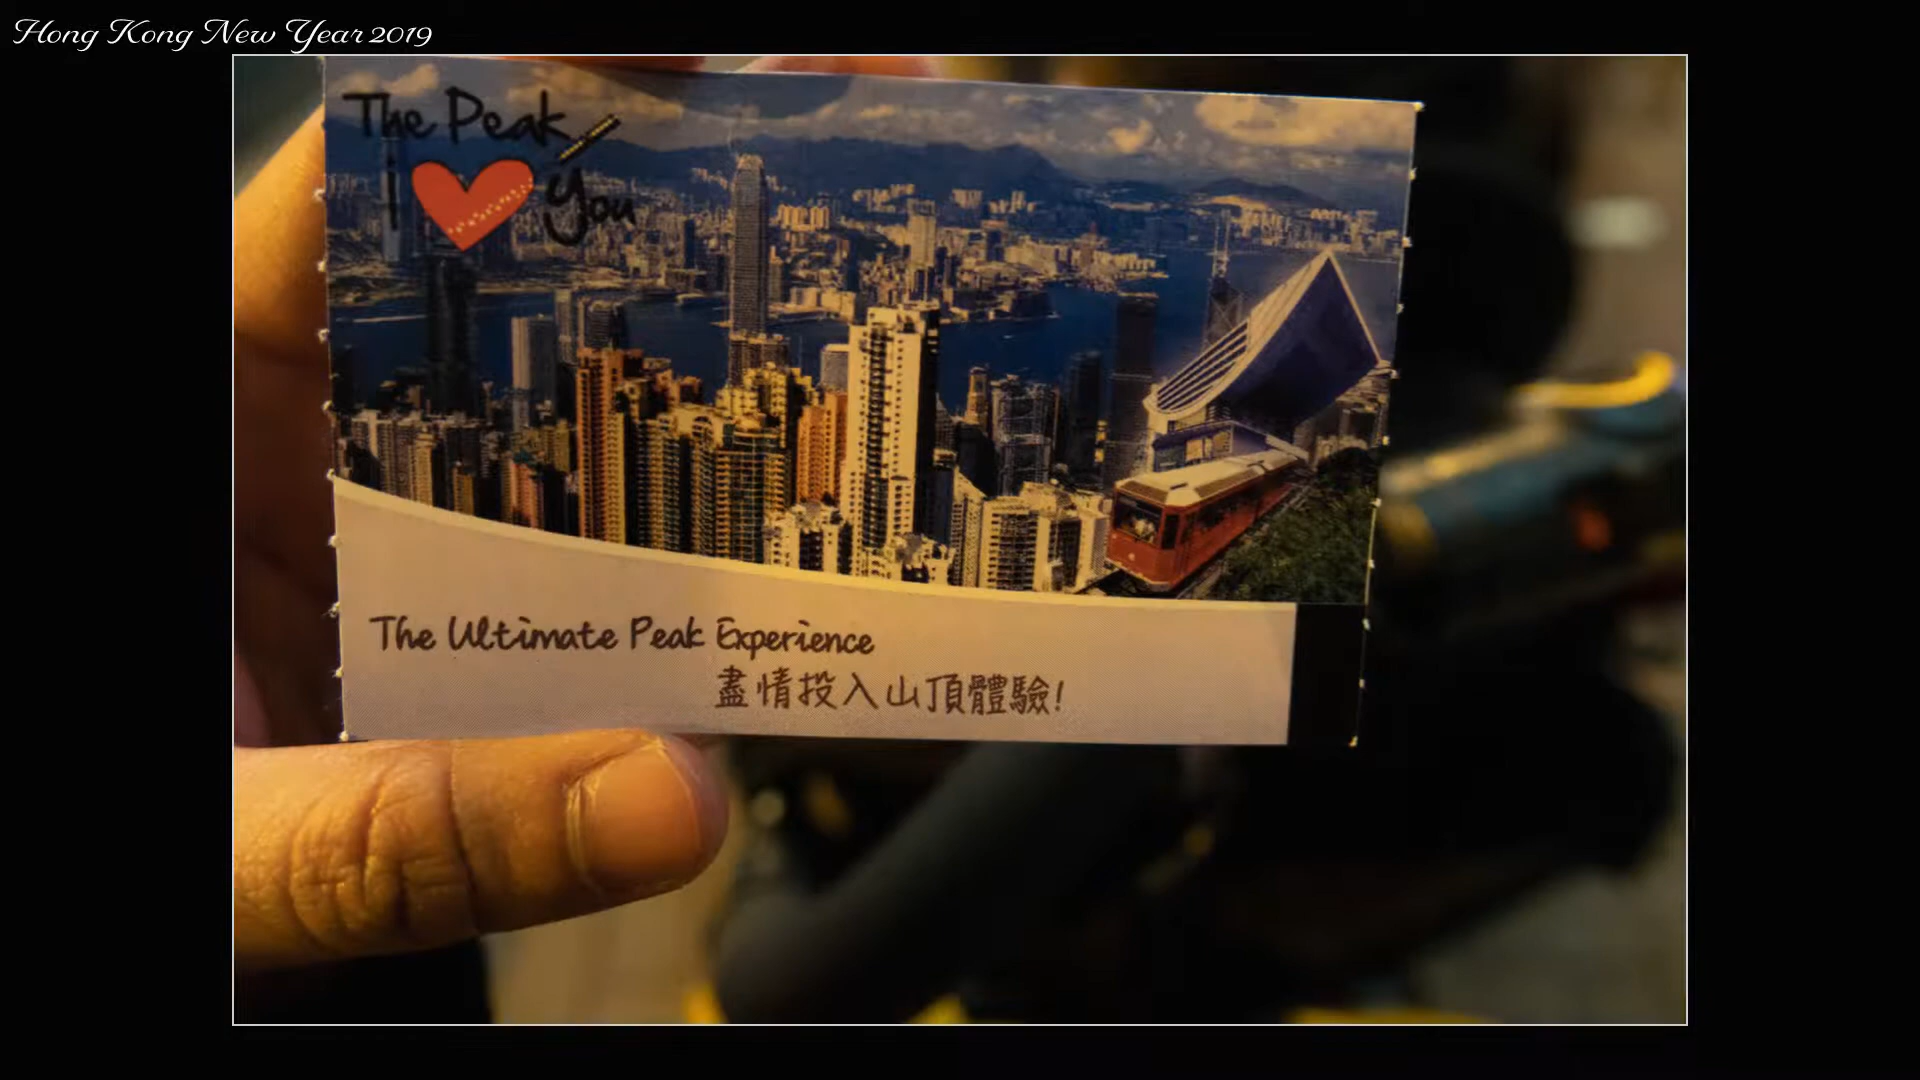 Hong Kong New Year 2019
The Peak
i You
The Ultimate Peak Experience
盡情投入山頂體驗!